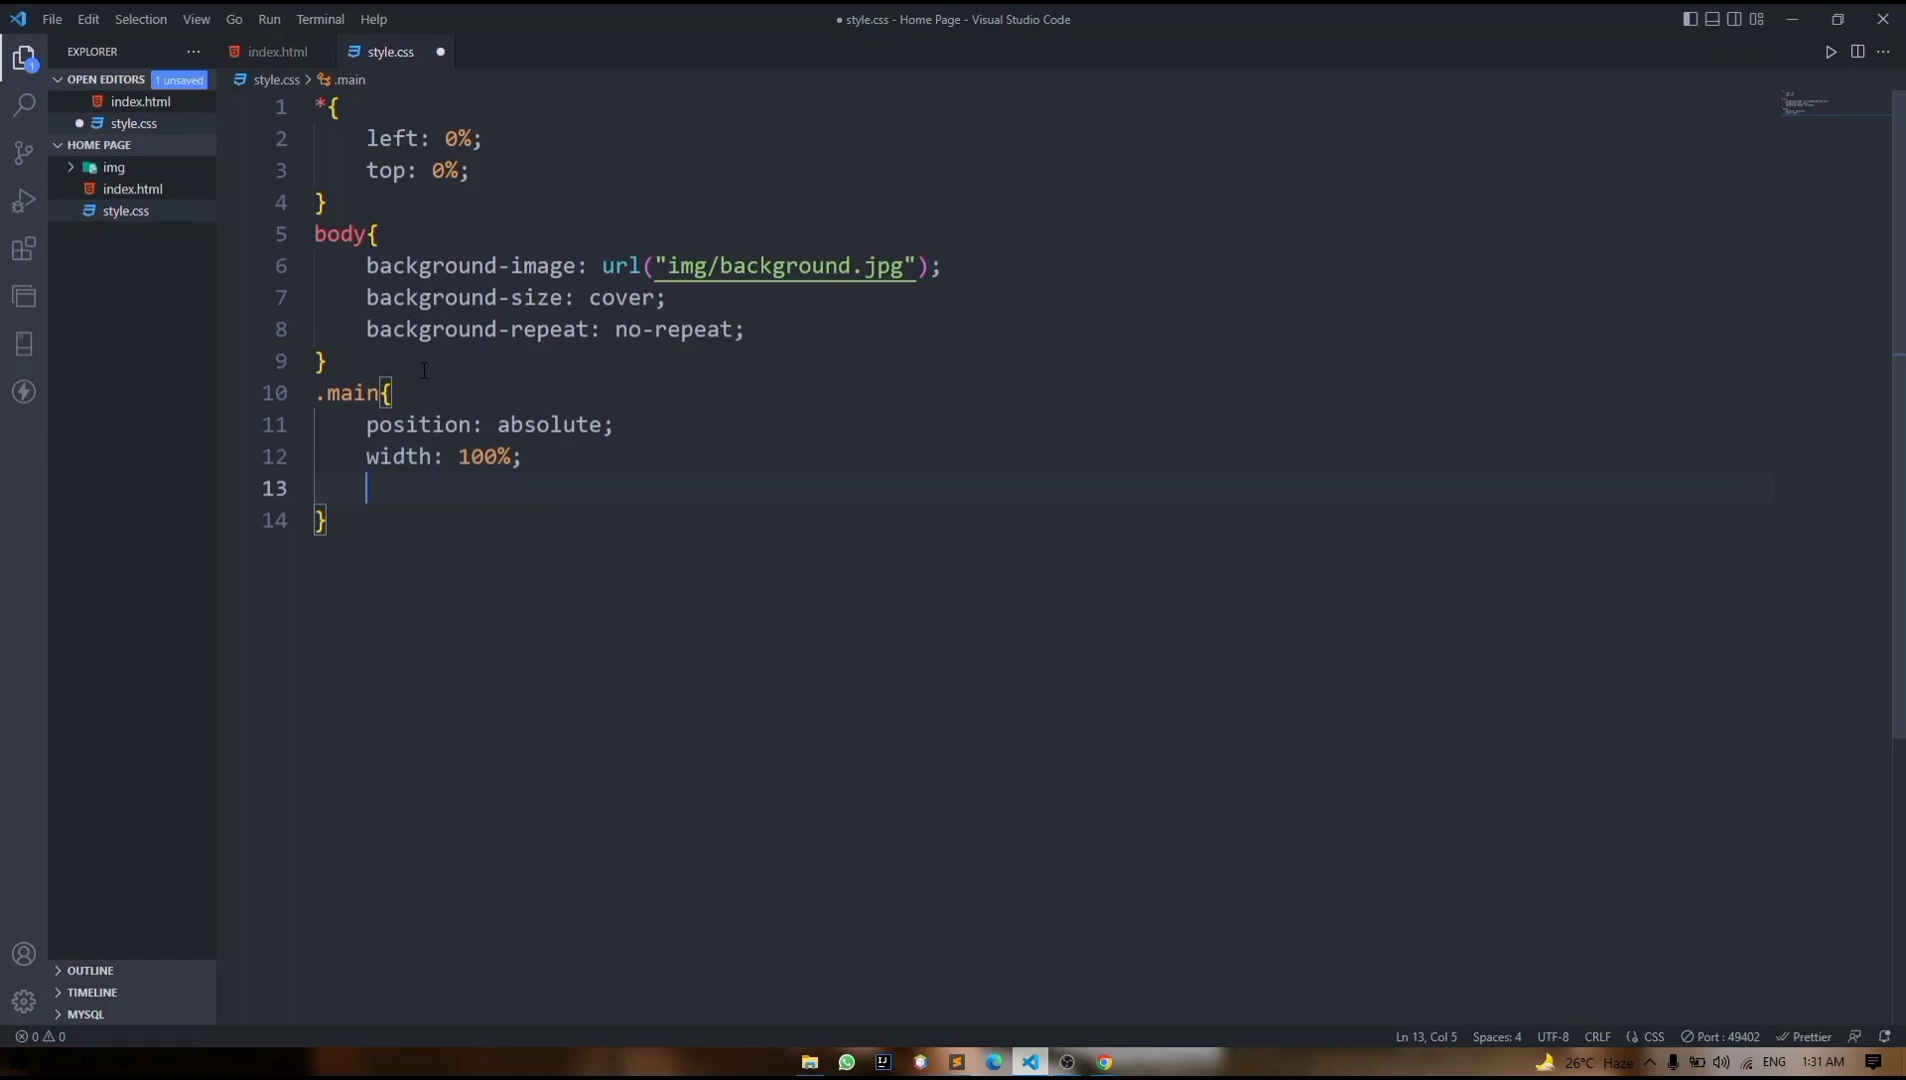 File Edit Selection View Go Run Terminal Help
● style.css - Home Page - Visual Studio Code
EXPLORER
index.html
style.css
OPEN EDITORS 1 unsaved
style.css > .main
index.html
style.css
HOME PAGE
img
index.html
style.css
1 *{
2 left: 0%;
3 top: 0%;
4 }
5 body{
6 background-image: url("img/background.jpg");
7 background-size: cover;
8 background-repeat: no-repeat;
9 }
10 .main{
11 position: absolute;
12 width: 100%;
13
14 }
OUTLINE
TIMELINE
MYSQL
0 0
Ln 13, Col 5 Spaces: 4 UTF-8 CRLF {} CSS Port : 49402 Prettier
26°C Haze ENG 1:31 AM